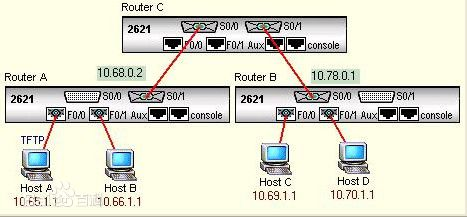 Router C
2621
S0/0
S0/1
F0/0
F0/1
Aux
console
Router A
10.68.0.2
2621
S0/0
S0/1
F0/0
F0/1
Aux
console
10.78.0.1
Router B
2621
S0/0
S0/1
F0/0
F0/1
Aux
console
TFTP
Host A
10.65.1.1
Host B
10.66.1.1
Host C
10.69.1.1
Host D
10.70.1.1